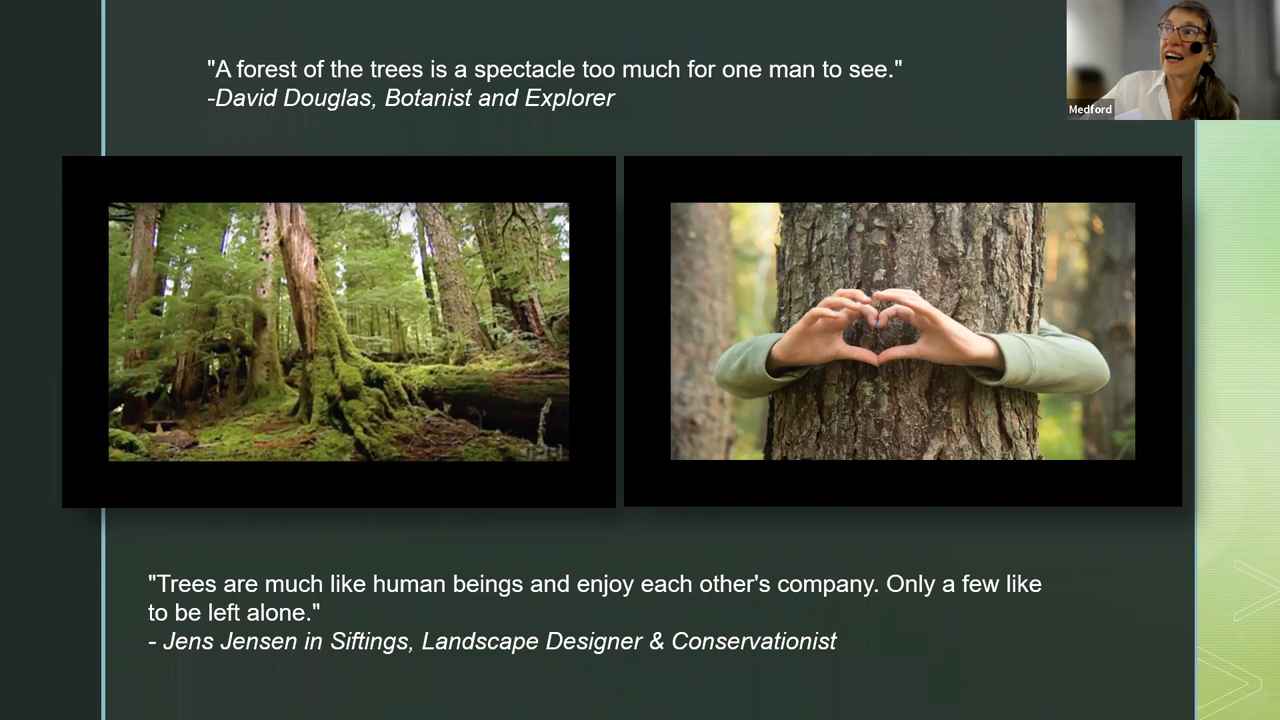 "A forest of the trees is a spectacle too much for one man to see."
-David Douglas, Botanist and Explorer
Medford
"Trees are much like human beings and enjoy each other's company. Only a few like
to be left alone."
- Jens Jensen in Siftings, Landscape Designer & Conservationist